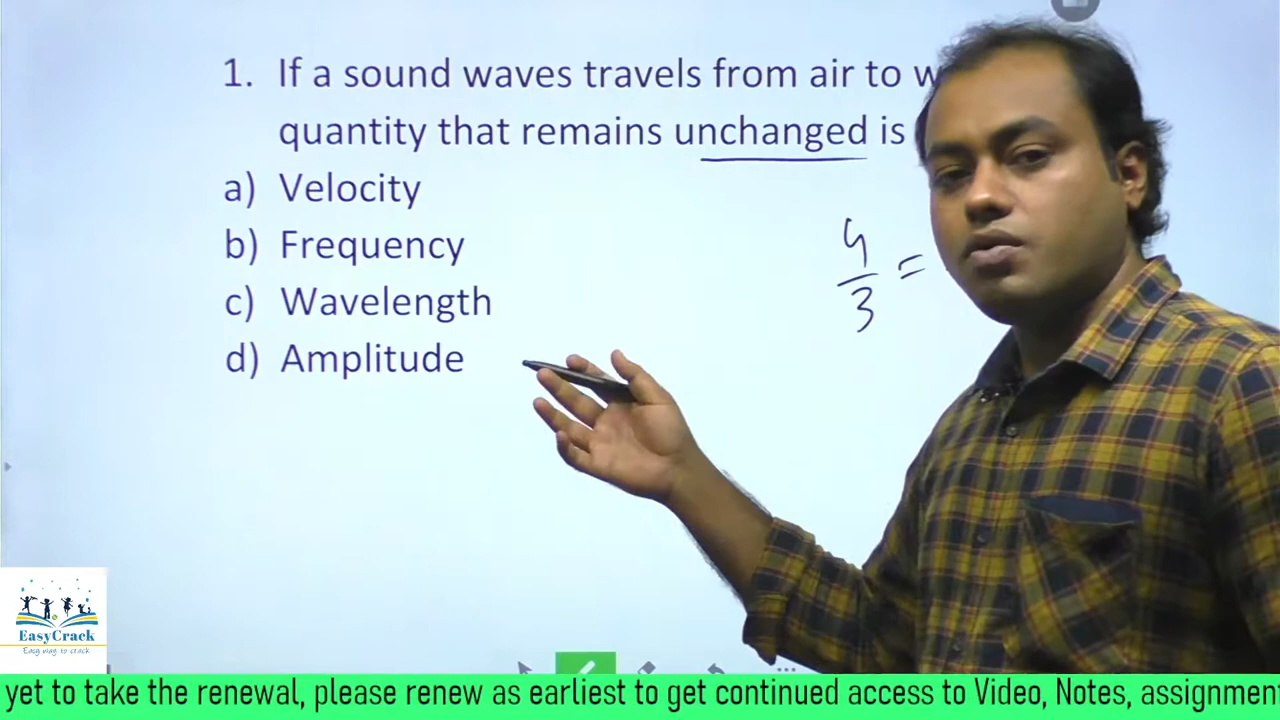 1. If a sound waves travels from air to
quantity that remains unchanged is
a) Velocity
b) Frequency
c) Wavelength
d) Amplitude
4
3
=
EasyCrack
Easy way to crack
yet to take the renewal, please renew as earliest to get continued access to Video, Notes, assignment